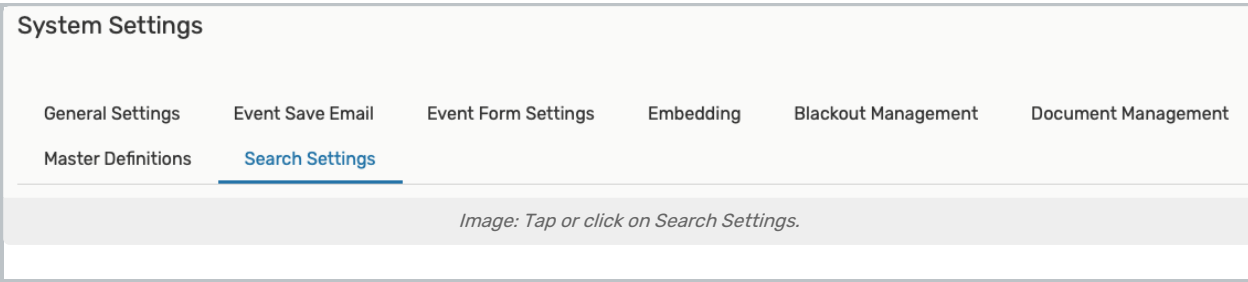 System Settings
General Settings Event Save Email Event Form Settings Embedding Blackout Management Document Management
Master Definitions Search Settings
Image: Tap or click on Search Settings.